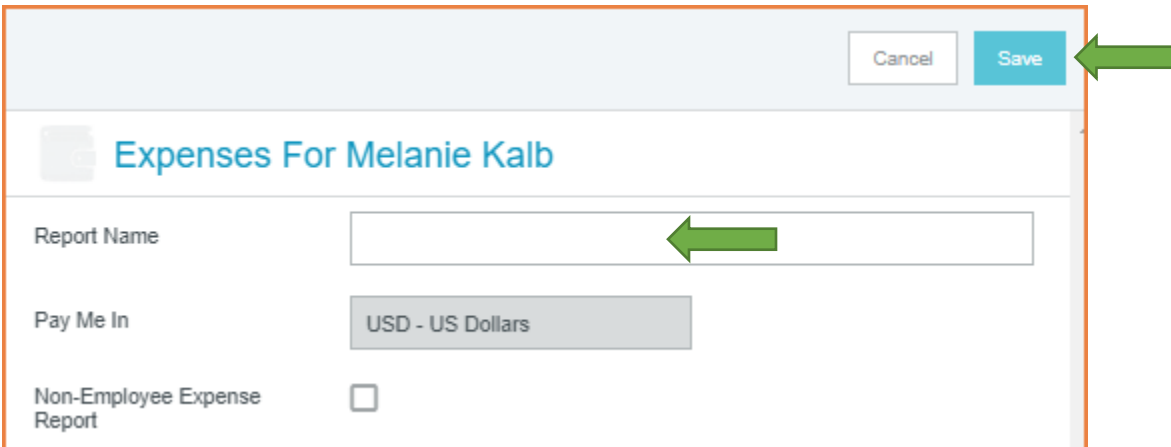 Cancel
Save
Expenses For Melanie Kalb
Report Name
Pay Me In
USD - US Dollars
Non-Employee Expense
Report